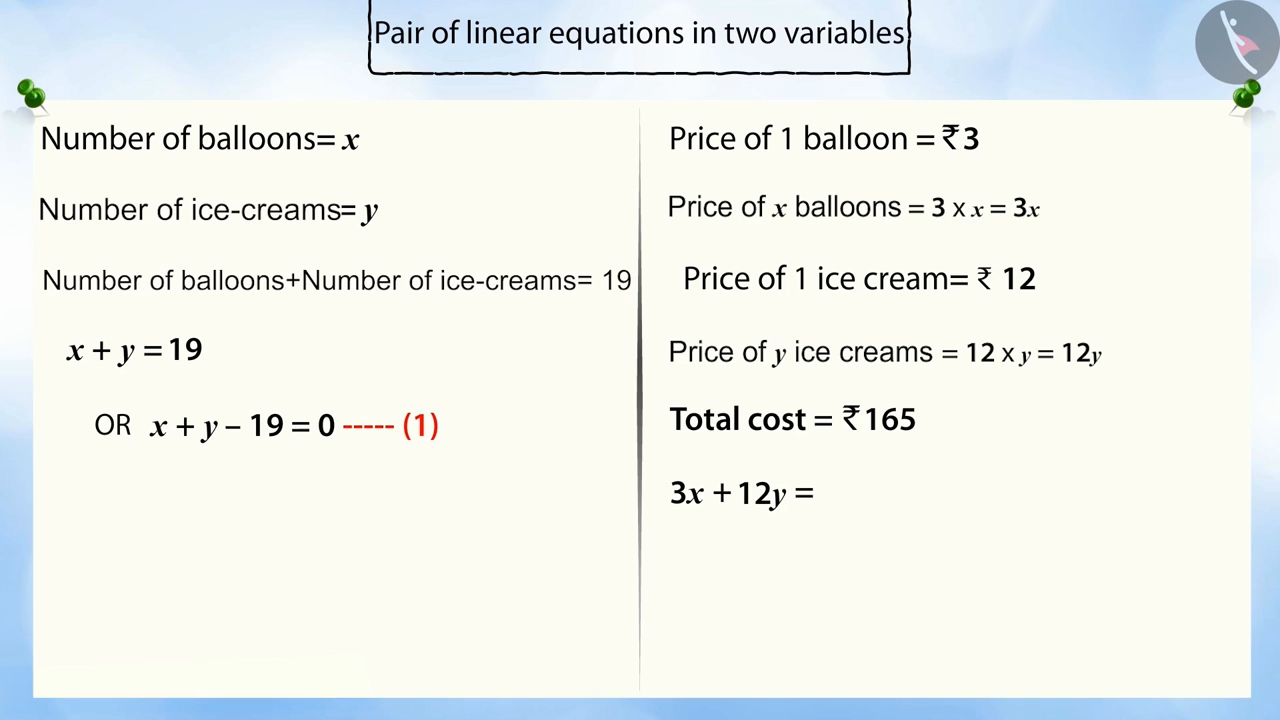 Pair of linear equations in two variables
Number of balloons= x
Number of ice-creams= y
Number of balloons+Number of ice-creams= 19
x + y = 19
OR x + y – 19 = 0 ----- (1)
Price of 1 balloon = ₹3
Price of x balloons = 3 x x = 3x
Price of 1 ice cream= ₹ 12
Price of y ice creams = 12 x y = 12y
Total cost = ₹165
3x + 12y =